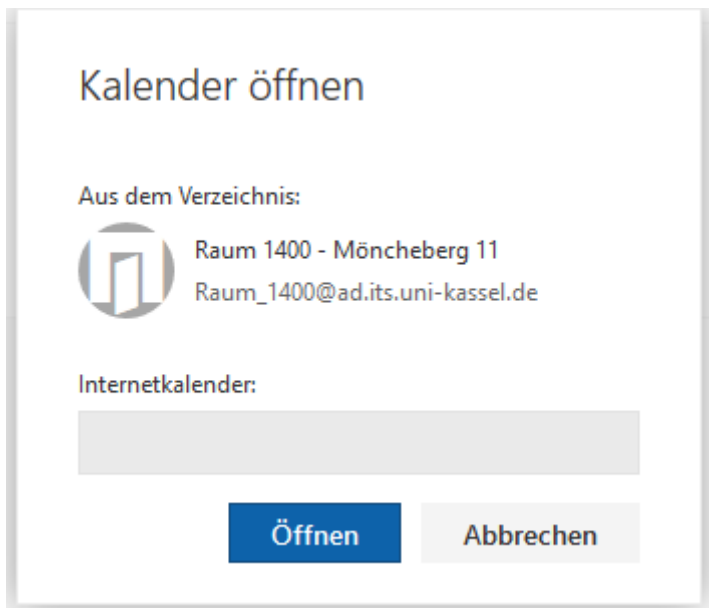 Kalender öffnen
Aus dem Verzeichnis:
Raum 1400 - Möncheberg 11
Raum_1400@ad.its.uni-kassel.de
Internetkalender:
Öffnen Abbrechen